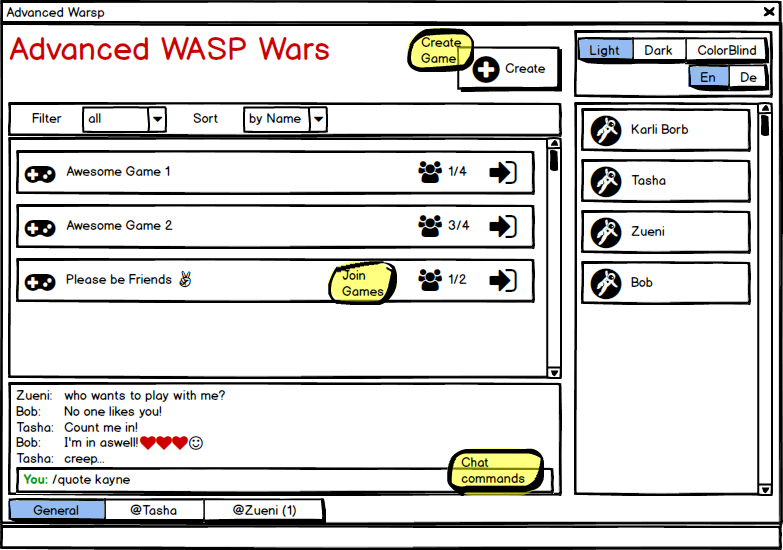 Advanced Warsp
Advanced WASP Wars
Create
Game
Create
Light Dark ColorBlind
En De
Filter all Sort by Name
Awesome Game 1 1/4
Awesome Game 2 3/4
Please be Friends ✌ 1/2
Join
Games
Karli Borb
Tasha
Zueni
Bob
Zueni: who wants to play with me?
Bob: No one likes you!
Tasha: Count me in!
Bob: I'm in aswell!❤❤❤☺
Tasha: creep...
You: /quote kayne
Chat
commands
General @Tasha @Zueni (1)